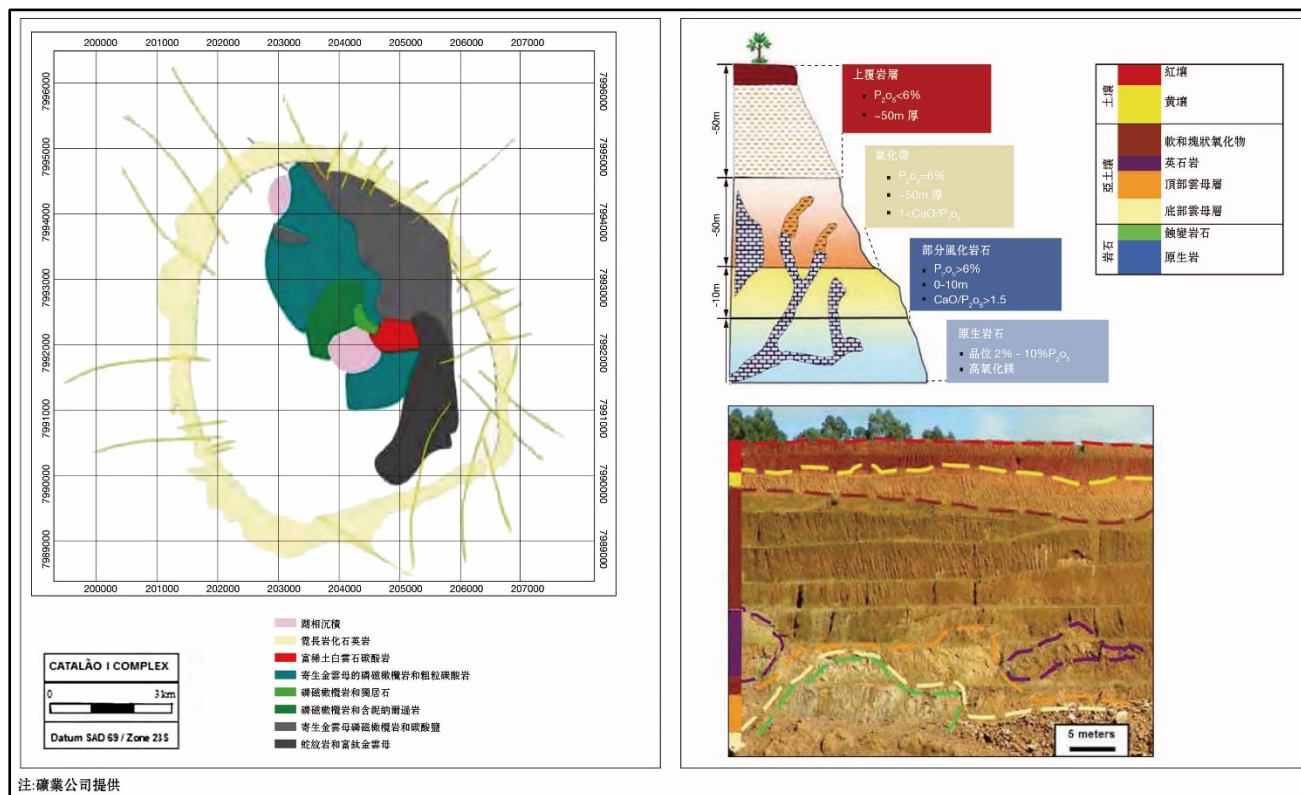 200000 201000 202000 203000 204000 205000 206000 207000
7996000
7995000
7994000
7993000
7992000
7991000
7990000
7989000
7996000
7995000
7994000
7993000
7992000
7991000
7990000
7989000
200000 201000 202000 203000 204000 205000 206000 207000
CATALÃO I COMPLEX
0 3 km
Datum SAD 69 / Zone 23S
湖相沉積
霓長岩化石英岩
富稀土白雲石碳酸岩
寄生金雲母的磷磁橄欖岩和粗粒碳酸岩
磷磁橄欖岩和獨居石
磷磁橄欖岩和含鈮納爾遜岩
寄生金雲母磷磁橄欖岩和碳酸鹽
蛇紋岩和富鈦金雲母
注:礦業公司提供
-50m
-50m
-10m
上覆岩層
▪ P₂o₅<6%
▪ ~50m 厚
氧化帶
▪ P₂o₅=6%
▪ ~50m 厚
▪ 1<CaO/P₂o₅
部分風化岩石
▪ P₂o₅>6%
▪ 0-10m
▪ CaO/P₂o₅>1.5
原生岩石
▪ 品位 2% - 10%P₂o₅
▪ 高氧化鎂
土壤
紅壤
黄壤
亞土壤
軟和塊狀氧化物
英石岩
頂部雲母層
底部雲母層
岩石
蝕變岩石
原生岩
5 meters